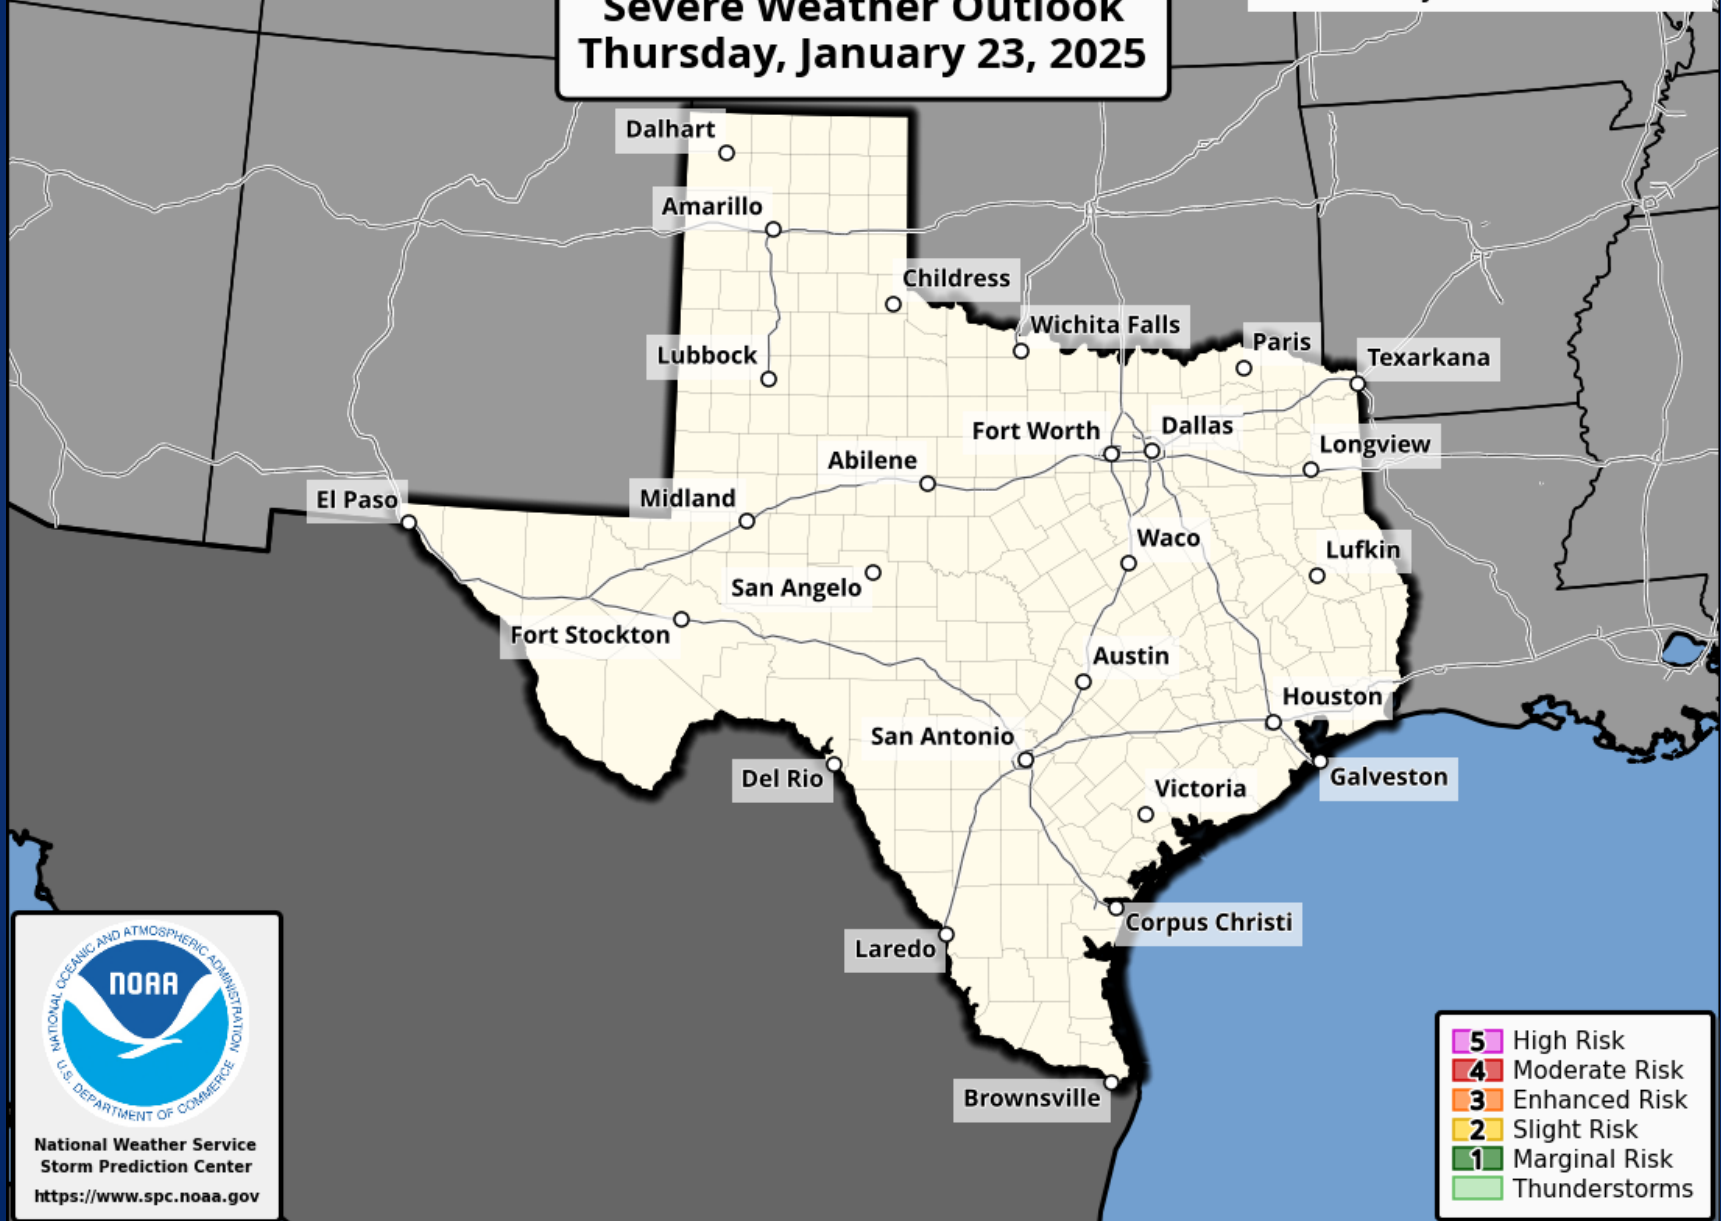 Severe Weather Outlook
Thursday, January 23, 2025
Dalhart
Amarillo
Childress
Wichita Falls
Paris
Lubbock
Texarkana
Dallas
Fort Worth
Longview
Abilene
Midland
El Paso
Waco
Lufkin
San Angelo
Fort Stockton
Austin
Houston
San Antonio
Del Rio
Galveston
Victoria
Corpus Christi
Laredo
Brownsville
NATIONAL OCEANIC AND ATMOSPHERIC ADMINISTRATION
NOAA
U.S. DEPARTMENT OF COMMERCE
National Weather Service
Storm Prediction Center
https://www.spc.noaa.gov
5 High Risk
4 Moderate Risk
3 Enhanced Risk
2 Slight Risk
1 Marginal Risk
Thunderstorms